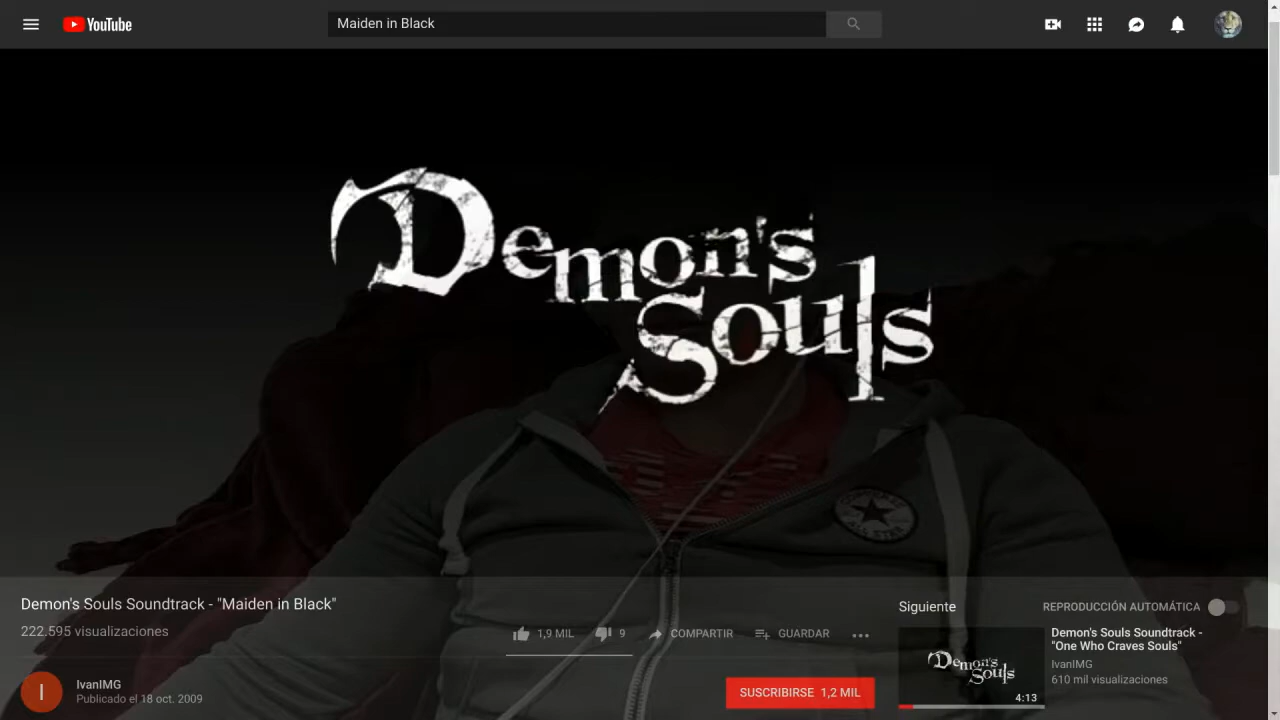 YouTube
Maiden in Black
Demon's
Souls
Demon's Souls Soundtrack - "Maiden in Black"
222.595 visualizaciones
1,9 MIL
9
COMPARTIR
GUARDAR
IvanIMG
Publicado el 18 oct. 2009
SUSCRIBIRSE 1,2 MIL
Siguiente
REPRODUCCIÓN AUTOMÁTICA
Demon's
Souls
4:13
Demon's Souls Soundtrack -
"One Who Craves Souls"
IvanIMG
610 mil visualizaciones
I